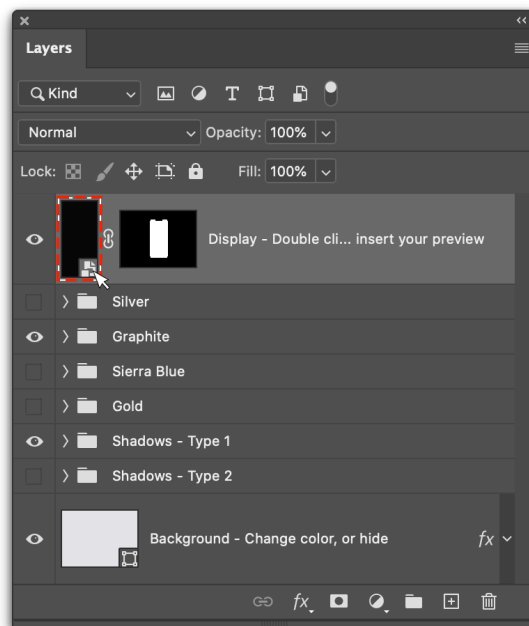 Layers
Kind
Normal Opacity: 100%
Lock: Fill: 100%
Display - Double cli... insert your preview
Silver
Graphite
Sierra Blue
Gold
Shadows - Type 1
Shadows - Type 2
Background - Change color, or hide fx
fx